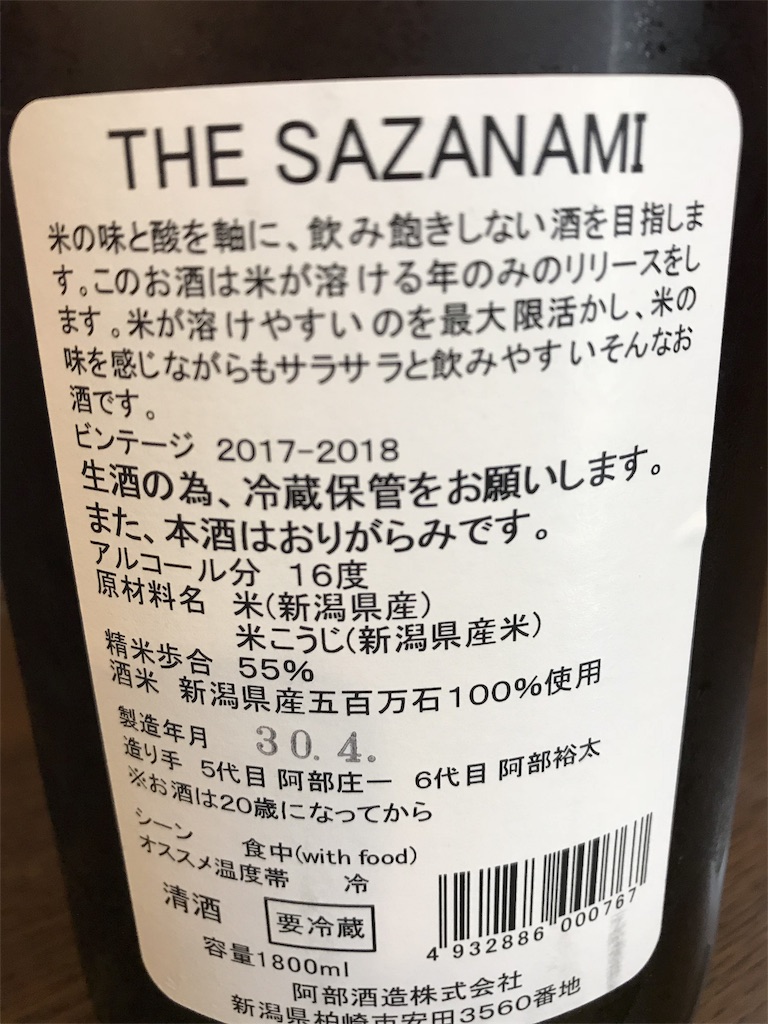 THE SAZANAMI
米の味と酸を軸に、飲み飽きしない酒を目指しま
す。このお酒は米が溶ける年のみのリリースをし
ます。米が溶けやすいのを最大限活かし、米の
味を感じながらもサラサラと飲みやすいそんなお
酒です。
ビンテージ 2017-2018
生酒の為、冷蔵保管をお願いします。
また、本酒はおりがらみです。
アルコール分 16度
原材料名 米(新潟県産)
米こうじ(新潟県産米)
精米歩合 55%
酒米 新潟県産五百万石100%使用
製造年月 30.4.
造り手 5代目 阿部庄一 6代目 阿部裕太
※お酒は20歳になってから
シーン 食中(with food)
オススメ温度帯 冷
清酒 要冷蔵
4 932886 000767
容量1800ml
阿部酒造株式会社
新潟県柏崎市安田3560番地